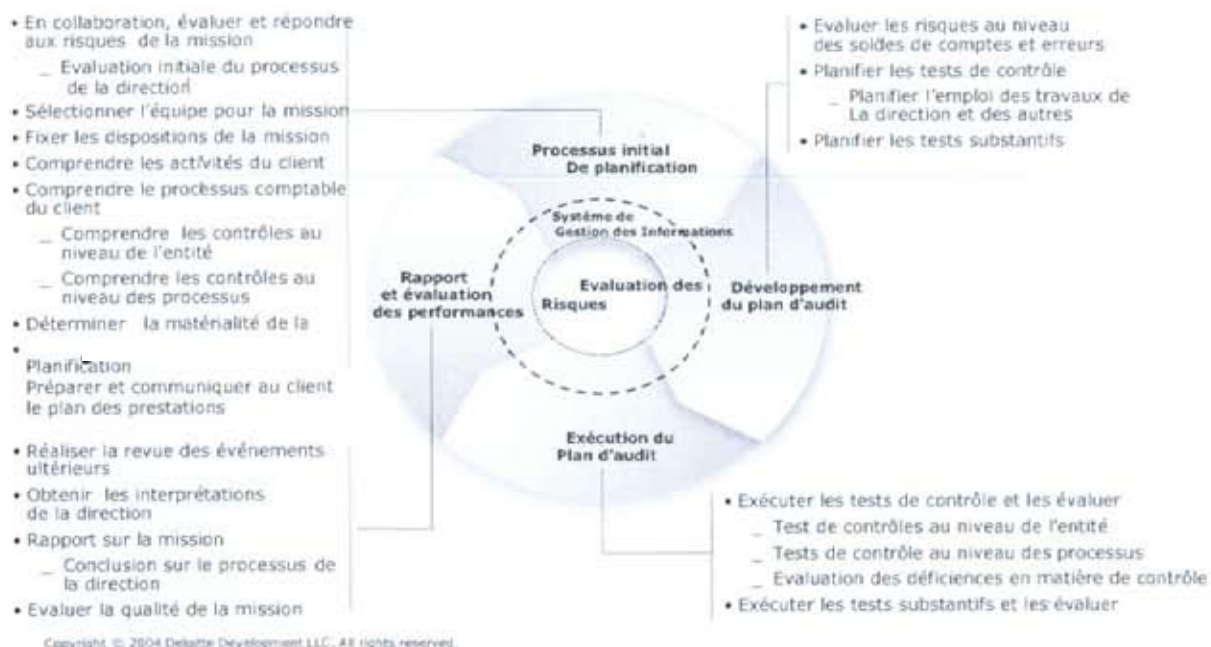 • En collaboration, évaluer et répondre
aux risques de la mission
_ Evaluation initiale du processus
de la direction
• Sélectionner l'équipe pour la mission
• Fixer les dispositions de la mission
• Comprendre les activités du client
• Comprendre le processus comptable
du client
_ Comprendre les contrôles au
niveau de l'entité
_ Comprendre les contrôles au
niveau des processus
• Déterminer la matérialité de la
•
Planification
Préparer et communiquer au client
le plan des prestations
• Evaluer les risques au niveau
des soldes de comptes et erreurs
• Planifier les tests de contrôle
_ Planifier l'emploi des travaux de
La direction et des autres
• Planifier les tests substantifs
Processus initial
De planification
Système de
Gestion des Informations
Evaluation des
Risques
Rapport
et évaluation
des performances
Développement
du plan d'audit
Exécution du
Plan d'audit
• Réaliser la revue des événements
ultérieurs
• Obtenir les interprétations
de la direction
• Rapport sur la mission
_ Conclusion sur le processus de
la direction
• Evaluer la qualité de la mission
• Exécuter les tests de contrôle et les évaluer
_ Test de contrôles au niveau de l'entité
_ Tests de contrôle au niveau des processus
_ Evaluation des déficiences en matière de contrôle
• Exécuter les tests substantifs et les évaluer
Copyright © 2004 Deloitte Development LLC. All rights reserved.